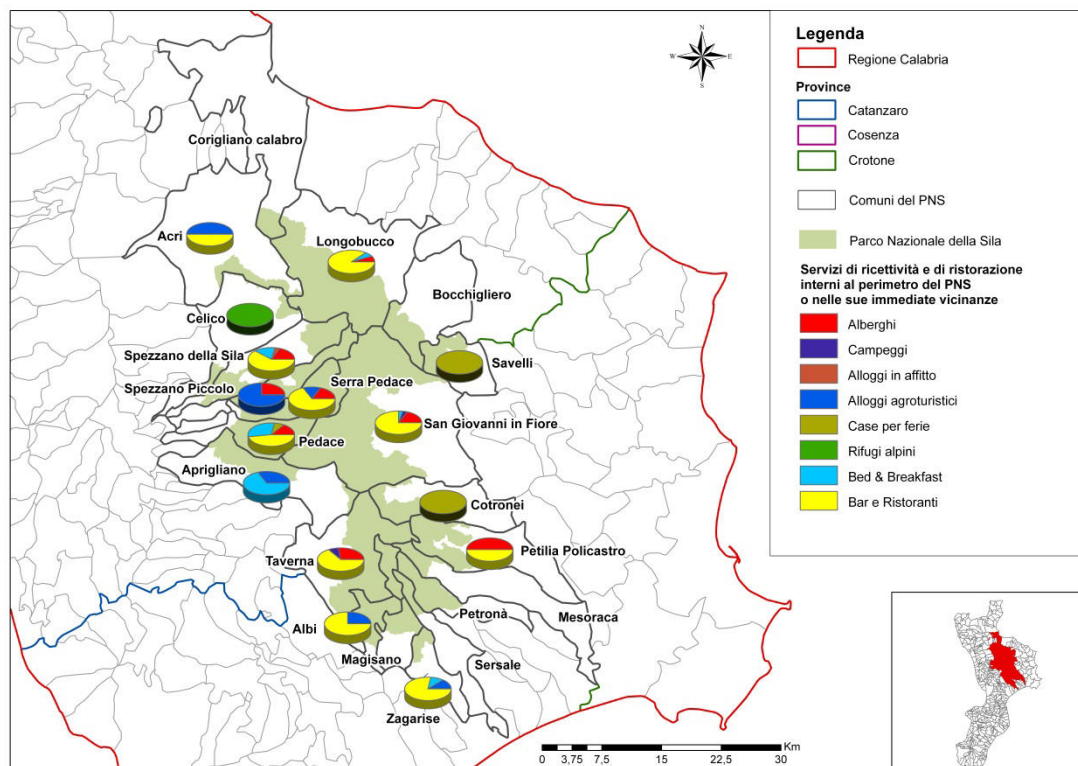 N
W
E
S
Corigliano calabro
Acri
Longobucco
Bocchigliero
Celico
Spezzano della Sila
Savelli
Spezzano Piccolo
Serra Pedace
San Giovanni in Fiore
Pedace
Aprigliano
Cotronei
Taverna
Petilia Policastro
Petronà
Mesoraca
Albi
Magisano
Sersale
Zagarise
Km
0 3,75 7,5 15 22,5 30
Legenda
Regione Calabria
Province
Catanzaro
Cosenza
Crotone
Comuni del PNS
Parco Nazionale della Sila
Servizi di ricettività e di ristorazione
interni al perimetro del PNS
o nelle sue immediate vicinanze
Alberghi
Campeggi
Alloggi in affitto
Alloggi agroturistici
Case per ferie
Rifugi alpini
Bed & Breakfast
Bar e Ristoranti